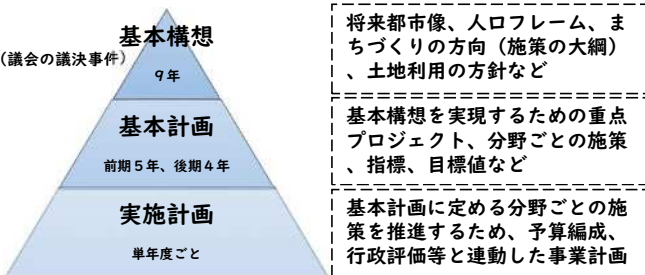 基本構想
(議会の議決事件)
9年
将来都市像、人口フレーム、ま
ちづくりの方向（施策の大綱）
、土地利用の方針など
基本計画
前期5年、後期4年
基本構想を実現するための重点
プロジェクト、分野ごとの施策
、指標、目標値など
実施計画
単年度ごと
基本計画に定める分野ごとの施
策を推進するため、予算編成、
行政評価等と連動した事業計画